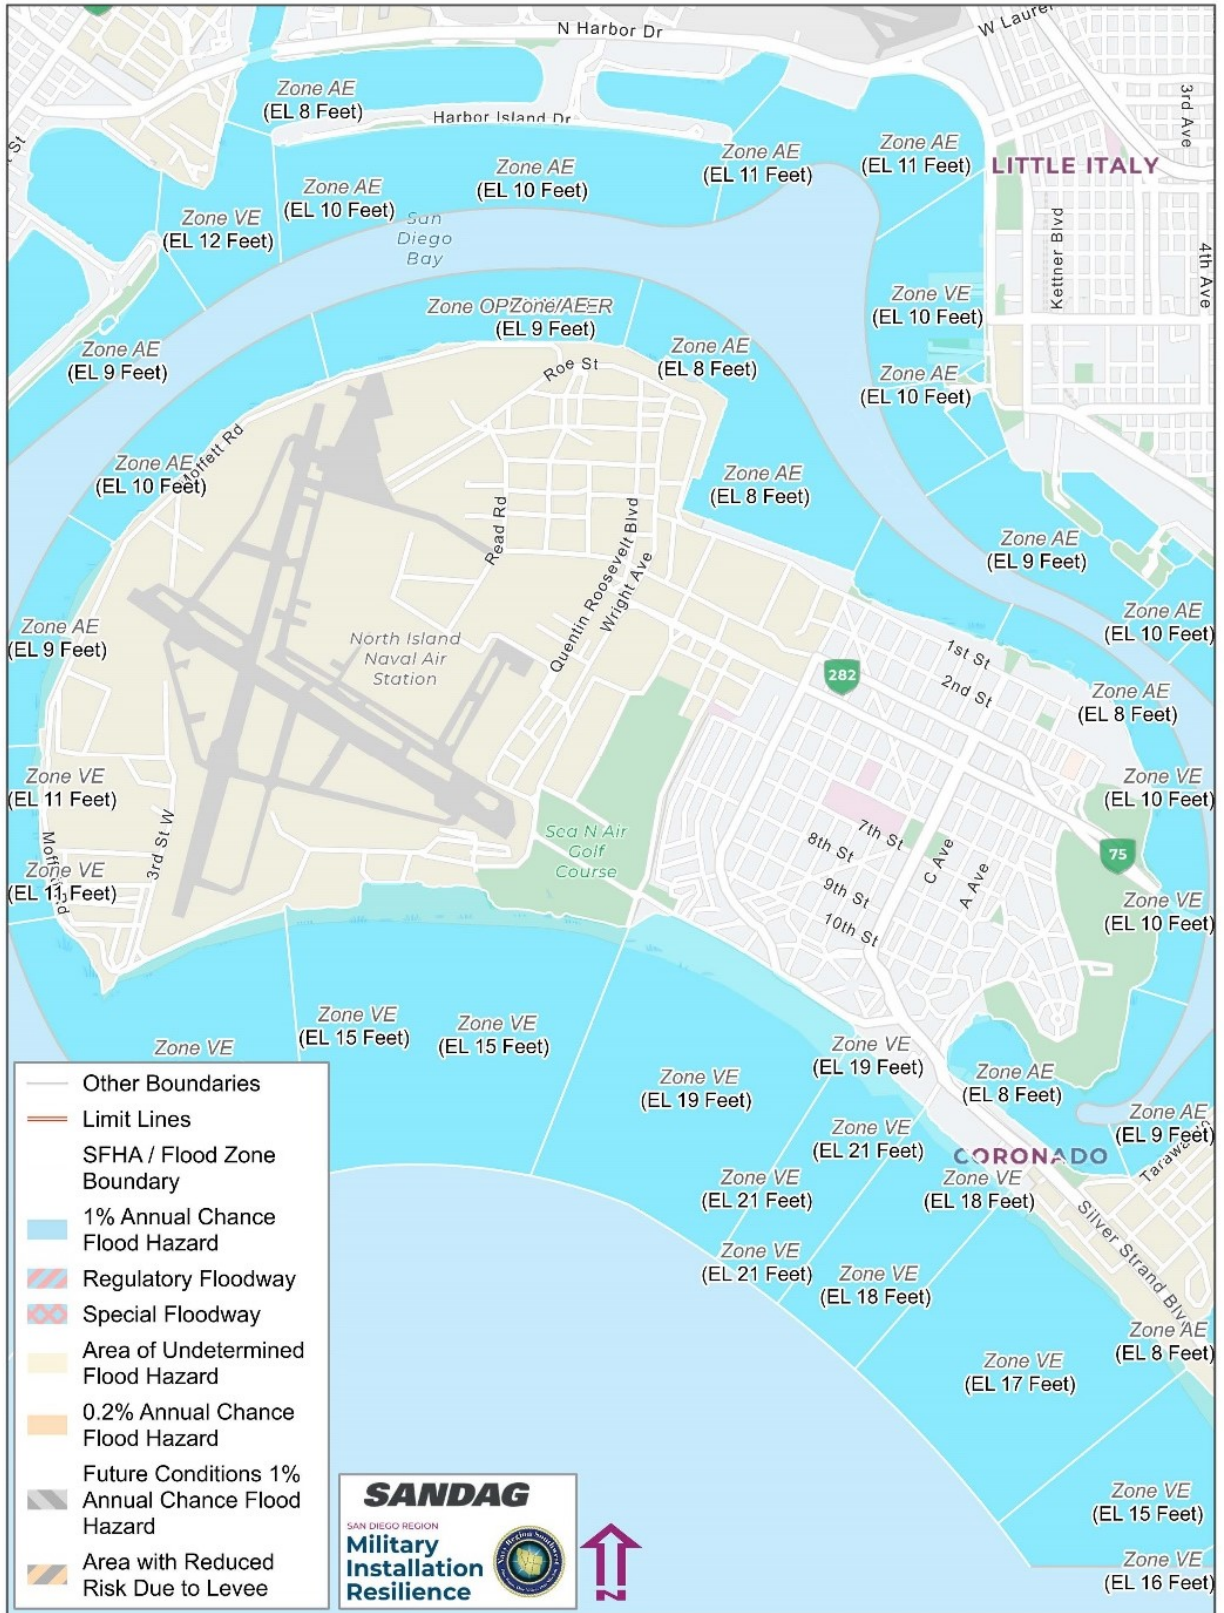 N Harbor Dr
W Laurel
3rd Ave
Zone AE
(EL 8 Feet)
Harbor Island Dr
St
Zone AE
(EL 11 Feet)
Zone AE
(EL 11 Feet)
LITTLE ITALY
Zone AE
(EL 10 Feet)
Zone AE
(EL 10 Feet)
Zone VE
(EL 12 Feet)
San
Diego
Bay
Kettner Blvd
4th Ave
Zone VE
(EL 10 Feet)
Zone AE
(EL 9 Feet)
Zone AE
(EL 9 Feet)
Zone AE
(EL 8 Feet)
Roe St
Zone AE
(EL 10 Feet)
Moffett Rd
Zone AE
(EL 10 Feet)
Zone AE
(EL 8 Feet)
Read Rd
Quentin Roosevelt Blvd
Wright Ave
Zone AE
(EL 9 Feet)
Zone AE
(EL 10 Feet)
Zone AE
(EL 9 Feet)
North Island
Naval Air
Station
1st St
282
2nd St
Zone AE
(EL 8 Feet)
Zone VE
(EL 11 Feet)
Zone VE
(EL 10 Feet)
3rd St W
Sea N Air
Golf
Course
7th St
8th St
75
C Ave
A Ave
Zone VE
(EL 11 Feet)
9th St
10th St
Zone VE
(EL 10 Feet)
Zone VE
(EL 15 Feet)
Zone VE
(EL 15 Feet)
Zone VE
Zone VE
(EL 19 Feet)
Zone VE
(EL 19 Feet)
Zone AE
(EL 8 Feet)
Zone AE
(EL 9 Feet)
Zone VE
(EL 21 Feet)
CORONADO
Zone VE
(EL 21 Feet)
Zone VE
(EL 18 Feet)
Zone VE
(EL 21 Feet)
Zone VE
(EL 18 Feet)
Silver Strand Blvd
Zone AE
(EL 8 Feet)
Zone VE
(EL 17 Feet)
Zone VE
(EL 15 Feet)
Zone VE
(EL 16 Feet)
Other Boundaries
Limit Lines
SFHA / Flood Zone
Boundary
1% Annual Chance
Flood Hazard
Regulatory Floodway
Special Floodway
Area of Undetermined
Flood Hazard
0.2% Annual Chance
Flood Hazard
Future Conditions 1%
Annual Chance Flood
Hazard
Area with Reduced
Risk Due to Levee
SANDAG
SAN DIEGO REGION
Military
Installation
Resilience
Navy Region Southwest
N